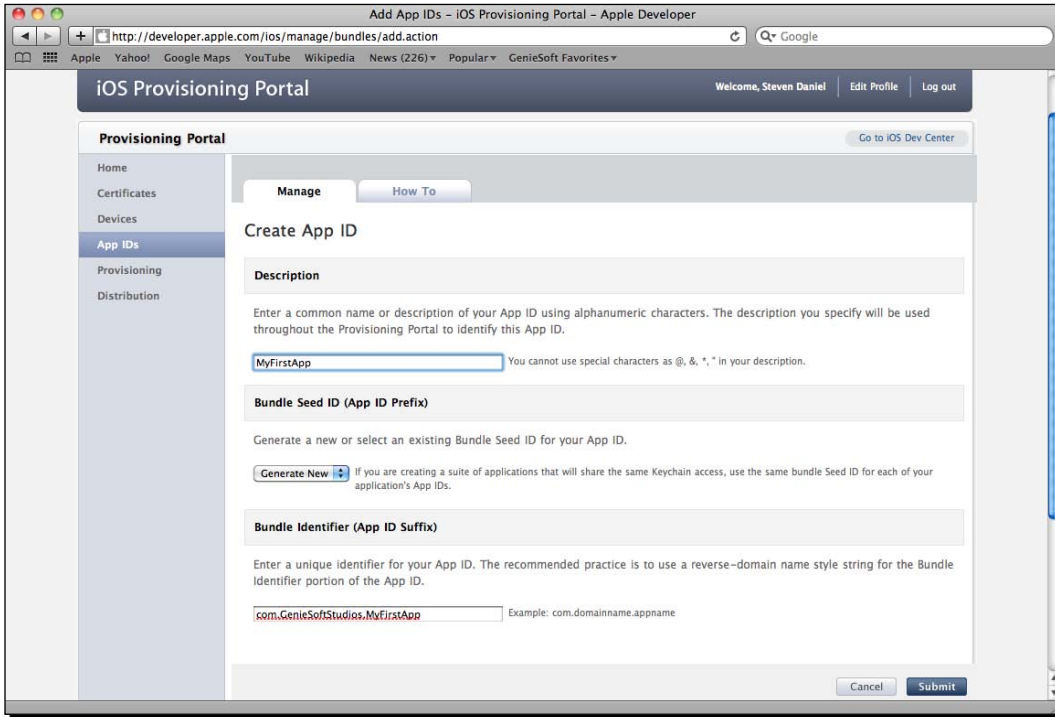 Add App IDs – iOS Provisioning Portal – Apple Developer
http://developer.apple.com/ios/manage/bundles/add.action
Google
Apple Yahoo! Google Maps YouTube Wikipedia News (226) Popular GenieSoft Favorites
iOS Provisioning Portal
Welcome, Steven Daniel Edit Profile Log out
Provisioning Portal
Go to iOS Dev Center
Home
Certificates
Devices
App IDs
Provisioning
Distribution
Manage How To
Create App ID
Description
Enter a common name or description of your App ID using alphanumeric characters. The description you specify will be used
throughout the Provisioning Portal to identify this App ID.
MyFirstApp You cannot use special characters as @, &, *, " in your description.
Bundle Seed ID (App ID Prefix)
Generate a new or select an existing Bundle Seed ID for your App ID.
Generate New If you are creating a suite of applications that will share the same Keychain access, use the same bundle Seed ID for each of your
application's App IDs.
Bundle Identifier (App ID Suffix)
Enter a unique identifier for your App ID. The recommended practice is to use a reverse-domain name style string for the Bundle
Identifier portion of the App ID.
com.GenieSoftStudios.MyFirstApp Example: com.domainname.appname
Cancel Submit